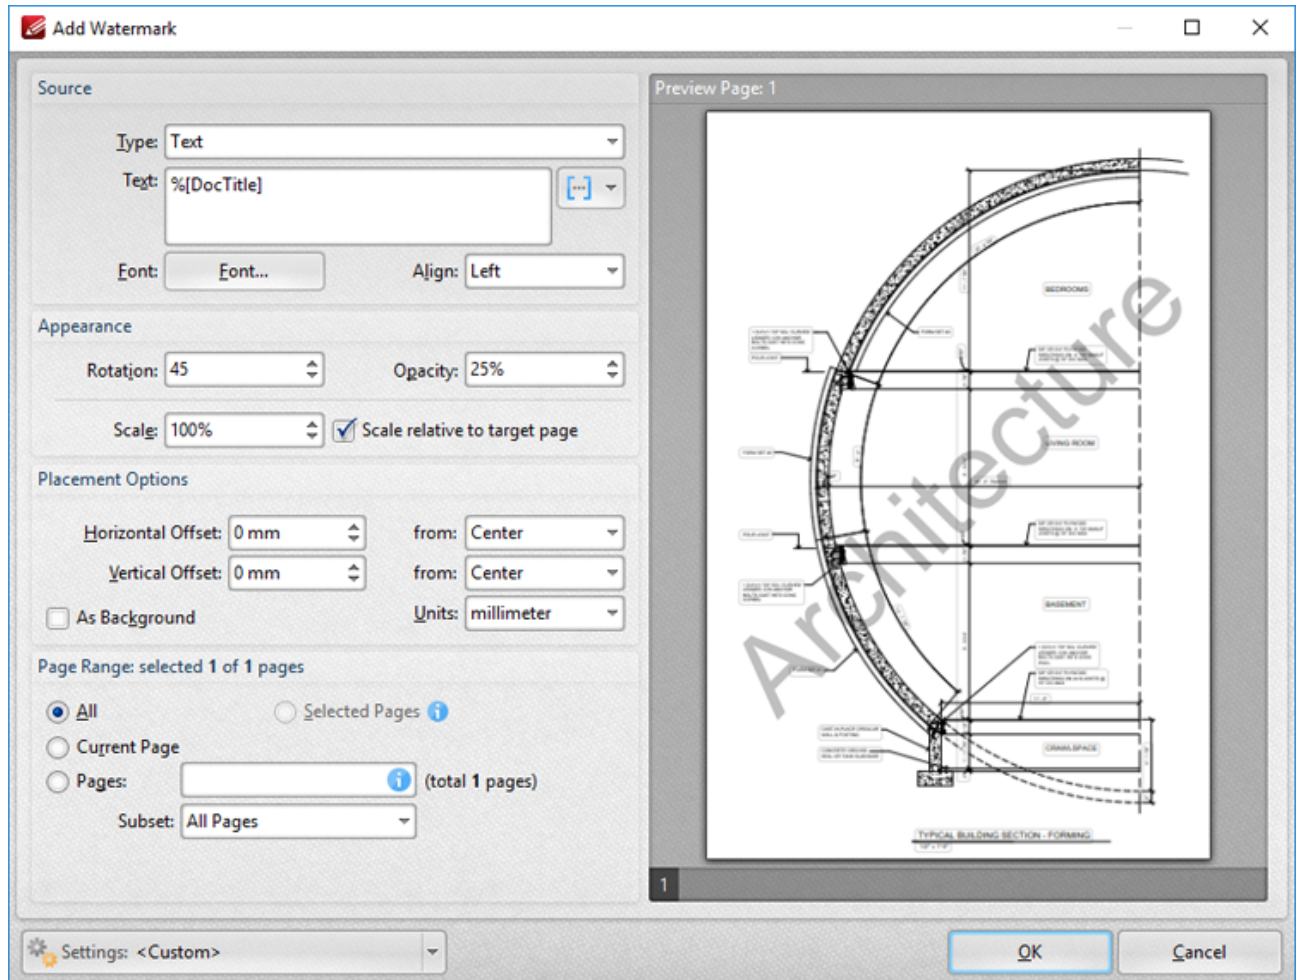 Add Watermark
Source
Type: Text
Text: %[DocTitle]
Font: Font... Align: Left
Appearance
Rotation: 45 Opacity: 25%
Scale: 100% Scale relative to target page
Placement Options
Horizontal Offset: 0 mm from: Center
Vertical Offset: 0 mm from: Center
As Background Units: millimeter
Page Range: selected 1 of 1 pages
All Selected Pages
Current Page
Pages: (total 1 pages)
Subset: All Pages
Preview Page: 1
BEDROOMS
LIVING ROOM
BASEMENT
CRAWLSPACE
Architecture
TYPICAL BUILDING SECTION - FORMING
1
Settings: <Custom>
OK Cancel